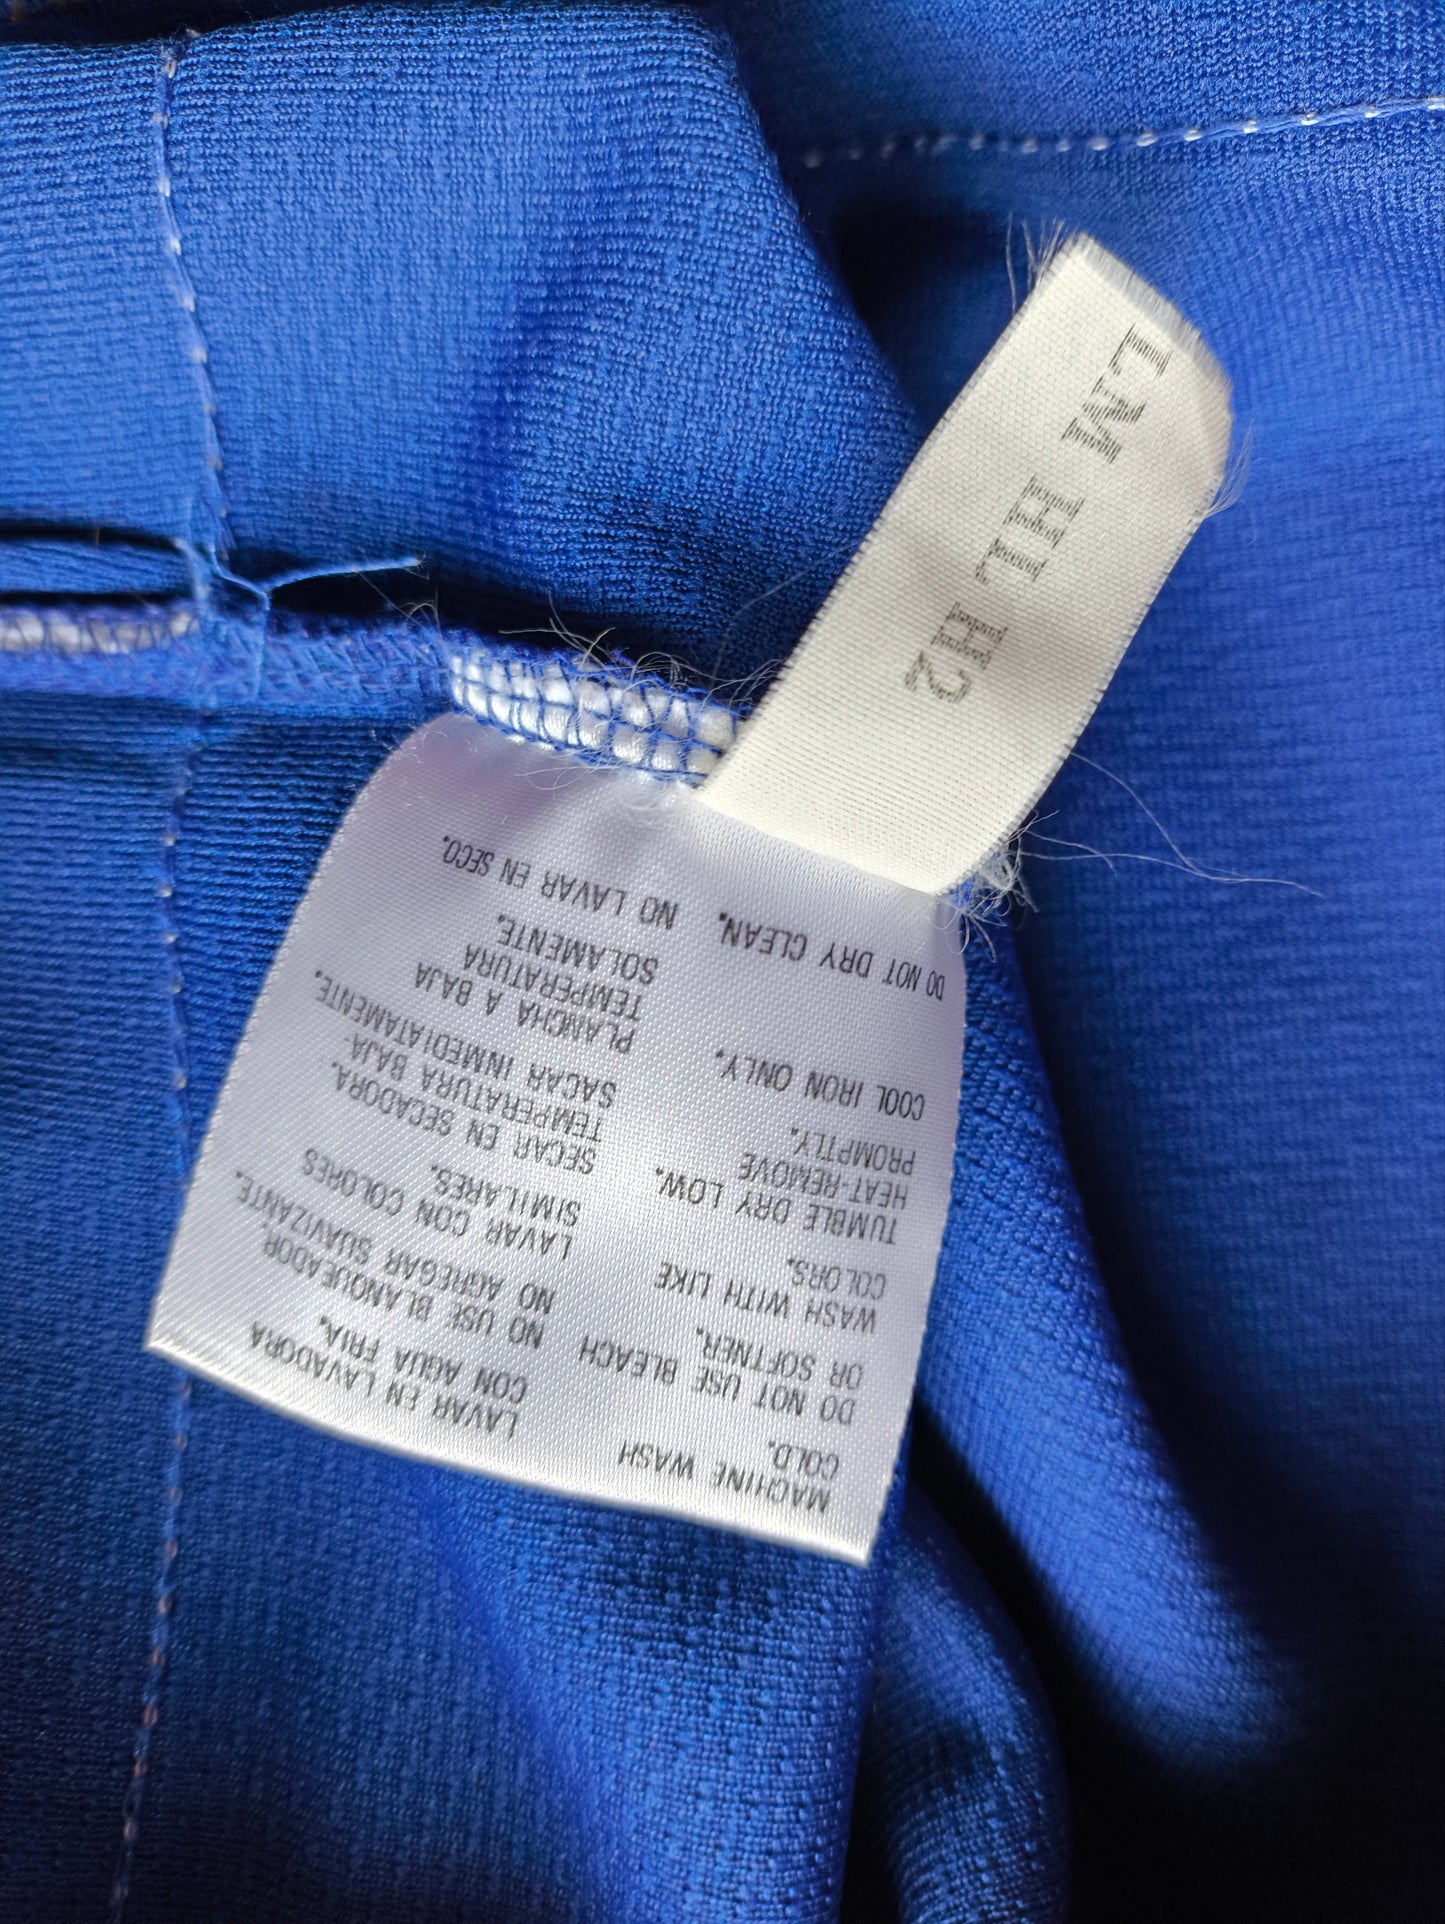 LM HL H2
MACHINE WASH
COLD.
DO NOT USE BLEACH
OR SOFTNER.
WASH WITH LIKE
COLORS.
TUMBLE DRY LOW.
HEAT-REMOVE
PROMPTLY.
COOL IRON ONLY.
DO NOT DRY CLEAN.
LAVAR EN LAVADORA
CON AGUA FRIA.
NO USE BLANQUEADOR
NO AGREGAR SUAVIZANTE.
LAVAR CON COLORES
SIMILARES.
SECAR EN SECADORA.
TEMPERATURA BAJA-
SACAR INMEDIATAMENTE.
PLANCHA A BAJA
TEMPERATURA
SOLAMENTE.
NO LAVAR EN SECO.